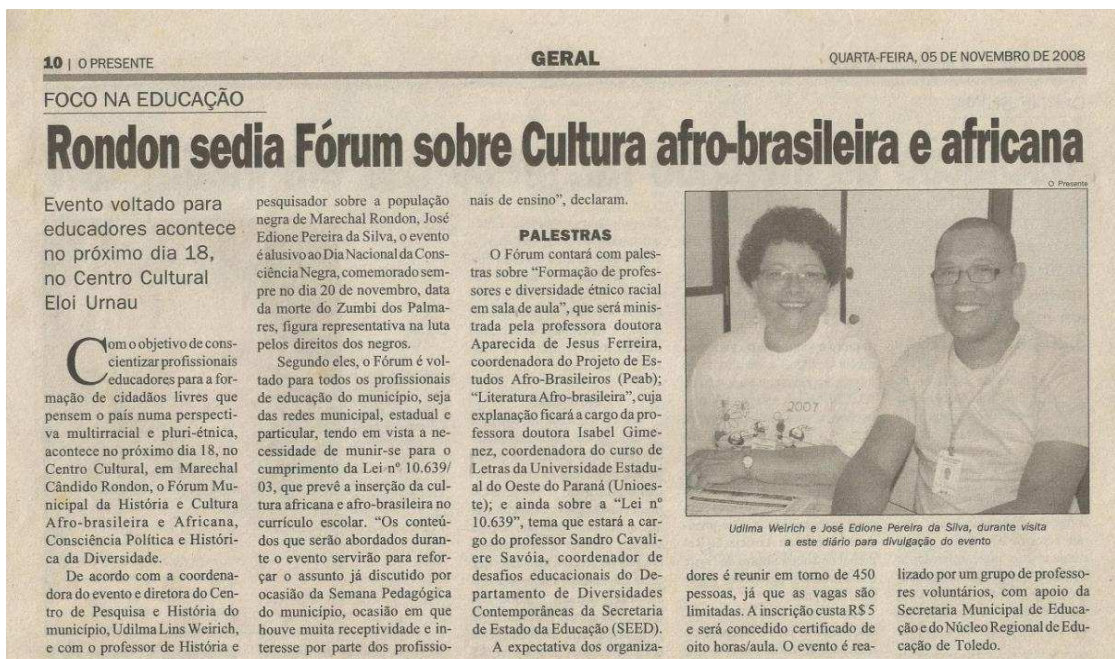 10 | O PRESENTE
GERAL
QUARTA-FEIRA, 05 DE NOVEMBRO DE 2008
FOCO NA EDUCAÇÃO
Rondon sedia Fórum sobre Cultura afro-brasileira e africana
Evento voltado para
educadores acontece
no próximo dia 18,
no Centro Cultural
Eloi Urnau
Com o objetivo de cons-
cientizar profissionais
educadores para a for-
mação de cidadãos livres que
pensem o país numa perspecti-
va multirracial e pluri-étnica,
acontece no próximo dia 18, no
Centro Cultural, em Marechal
Cândido Rondon, o Fórum Mu-
nicipal da História e Cultura
Afro-brasileira e Africana,
Consciência Política e Históri-
ca da Diversidade.
De acordo com a coordena-
dora do evento e diretora do Cen-
tro de Pesquisa e História do
município, Udilma Lins Weirich,
e com o professor de História e
pesquisador sobre a população
negra de Marechal Rondon, José
Edione Pereira da Silva, o evento
é alusivo ao Dia Nacional da Cons-
ciência Negra, comemorado sem-
pre no dia 20 de novembro, data
da morte do Zumbi dos Palma-
res, figura representativa na luta
pelos direitos dos negros.
Segundo eles, o Fórum é vol-
tado para todos os profissionais
de educação do município, seja
das redes municipal, estadual e
particular, tendo em vista a ne-
cessidade de munir-se para o
cumprimento da Lei nº 10.639/
03, que prevê a inserção da cul-
tura africana e afro-brasileira no
currículo escolar. “Os conteú-
dos que serão abordados duran-
te o evento servirão para refor-
çar o assunto já discutido por
ocasião da Semana Pedagógica
do município, ocasião em que
houve muita receptividade e in-
teresse por parte dos profissio-
nais de ensino”, declaram.
PALESTRAS
O Fórum contará com pales-
tras sobre “Formação de profes-
sores e diversidade étnico racial
em sala de aula”, que será minis-
trada pela professora doutora
Aparecida de Jesus Ferreira,
coordenadora do Projeto de Es-
tudos Afro-Brasileiros (Peab);
“Literatura Afro-brasileira”, cuja
explanação ficará a cargo da pro-
fessora doutora Isabel Gime-
nez, coordenadora do curso de
Letras da Universidade Estadu-
al do Oeste do Paraná (Unioes-
te); e ainda sobre a “Lei nº
10.639”, tema que estará a car-
go do professor Sandro Cavali-
ere Savóia, coordenador de
desafios educacionais do De-
partamento de Diversidades
Contemporâneas da Secretaria
de Estado da Educação (SEED).
A expectativa dos organiza-
O Presente
2007
Udilma Weirich e José Edione Pereira da Silva, durante visita
a este diário para divulgação do evento
dores é reunir em torno de 450
pessoas, já que as vagas são
limitadas. A inscrição custa R$ 5
e será concedido certificado de
oito horas/aula. O evento é rea-
lizado por um grupo de professo-
res voluntários, com apoio da
Secretaria Municipal de Educa-
ção e do Núcleo Regional de Edu-
cação de Toledo.